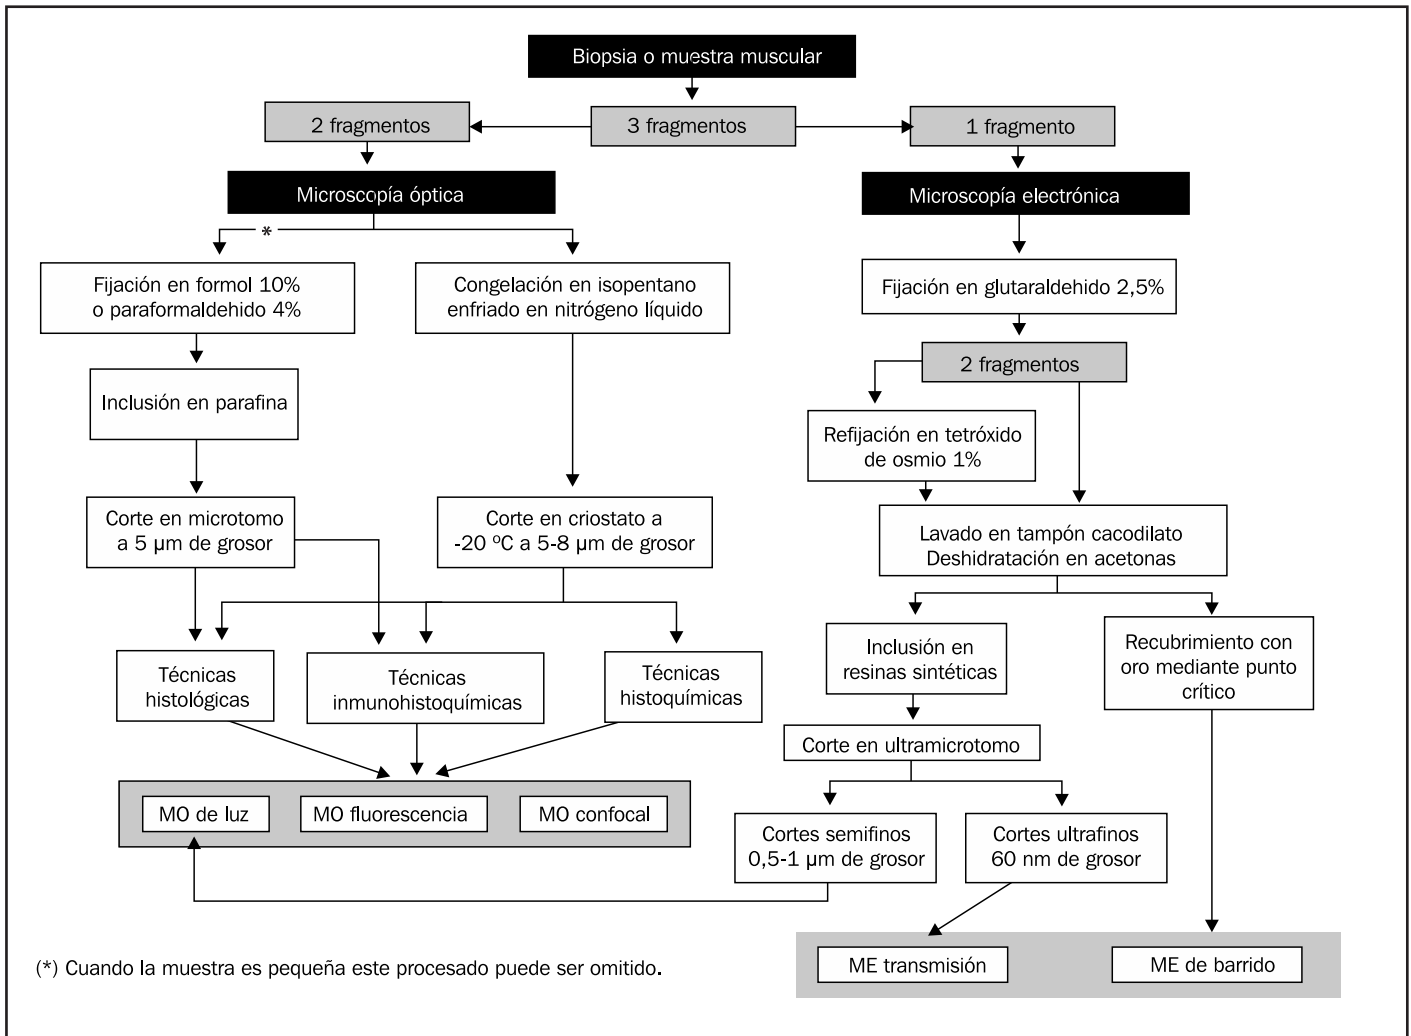 Biopsia o muestra muscular
2 fragmentos
3 fragmentos
1 fragmento
Microscopía óptica
Microscopía electrónica
*
Fijación en formol 10%
o paraformaldehido 4%
Congelación en isopentano
enfriado en nitrógeno líquido
Fijación en glutaraldehido 2,5%
2 fragmentos
Inclusión en parafina
Refijación en tetróxido
de osmio 1%
Corte en microtomo
a 5 µm de grosor
Corte en criostato a
-20 ºC a 5-8 µm de grosor
Lavado en tampón cacodilato
Deshidratación en acetonas
Inclusión en
resinas sintéticas
Recubrimiento con
oro mediante punto
crítico
Técnicas
histológicas
Técnicas
inmunohistoquímicas
Técnicas
histoquímicas
Corte en ultramicrotomo
MO de luz
MO fluorescencia
MO confocal
Cortes semifinos
0,5-1 µm de grosor
Cortes ultrafinos
60 nm de grosor
ME transmisión
ME de barrido
(*) Cuando la muestra es pequeña este procesado puede ser omitido.